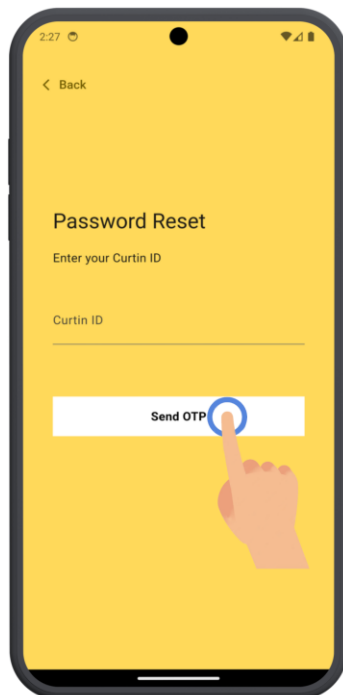 2:27
Back
Password Reset
Enter your Curtin ID
Curtin ID
Send OTP